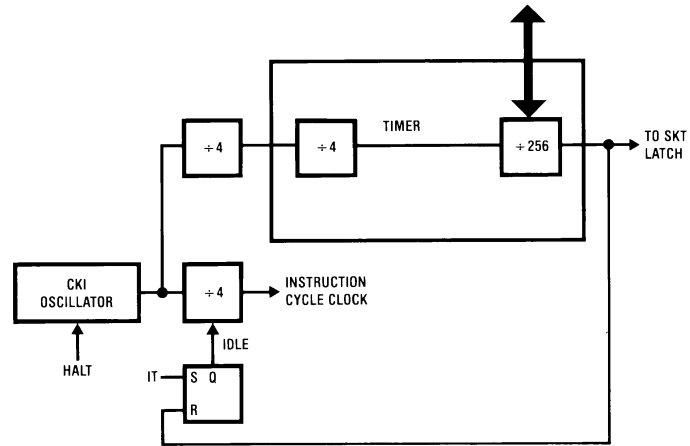 ÷4
÷4
TIMER
÷256
TO SKT
LATCH
CKI
OSCILLATOR
÷4
INSTRUCTION
CYCLE CLOCK
HALT
IDLE
IT
S Q
R